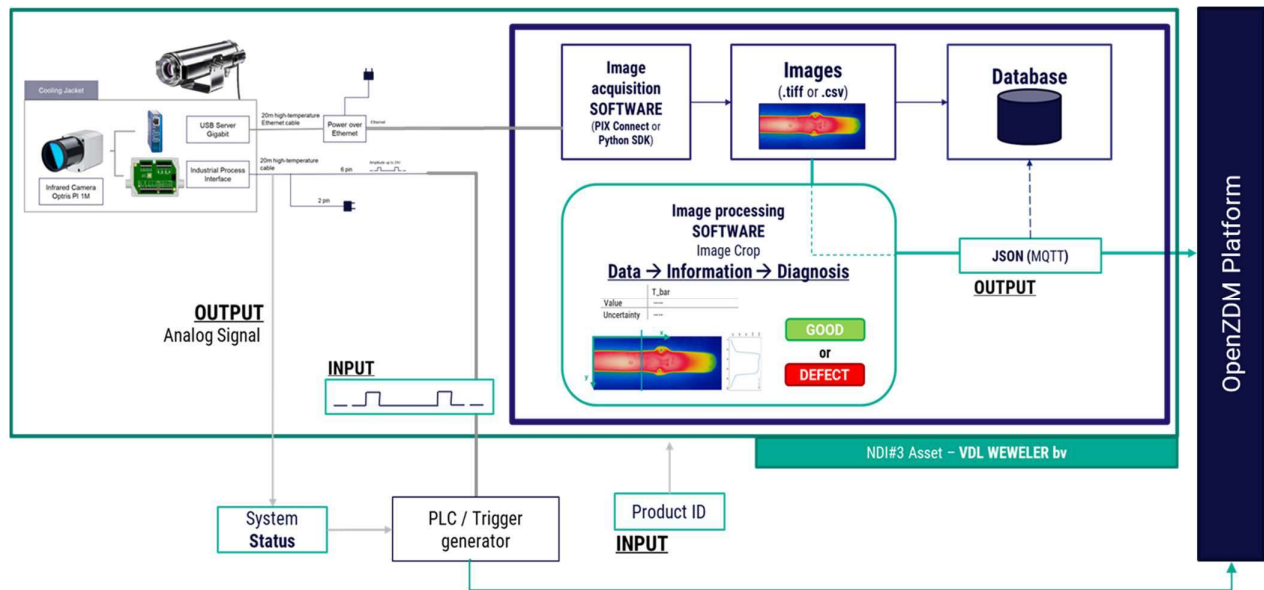 Cooling Jacket
Infrared Camera
Optris PI 1M
USB Server
Gigabit
Industrial Process
Interface
20m high-temperature
Ethernet cable
Power over
Ethernet
Ethernet
20m high-temperature
cable
6 pin
Amplitude: up to 24V
2 pin
OUTPUT
Analog Signal
INPUT
Image
acquisition
SOFTWARE
(PIX Connect or
Python SDK)
Images
(.tiff or .csv)
Database
Image processing
SOFTWARE
Image Crop
Data → Information → Diagnosis
T_bar
Value
---
Uncertainty
---
x
y
GOOD
or
DEFECT
JSON (MQTT)
OUTPUT
NDI#3 Asset – VDL WEWELER bv
System
Status
PLC / Trigger
generator
Product ID
INPUT
OpenZDM Platform